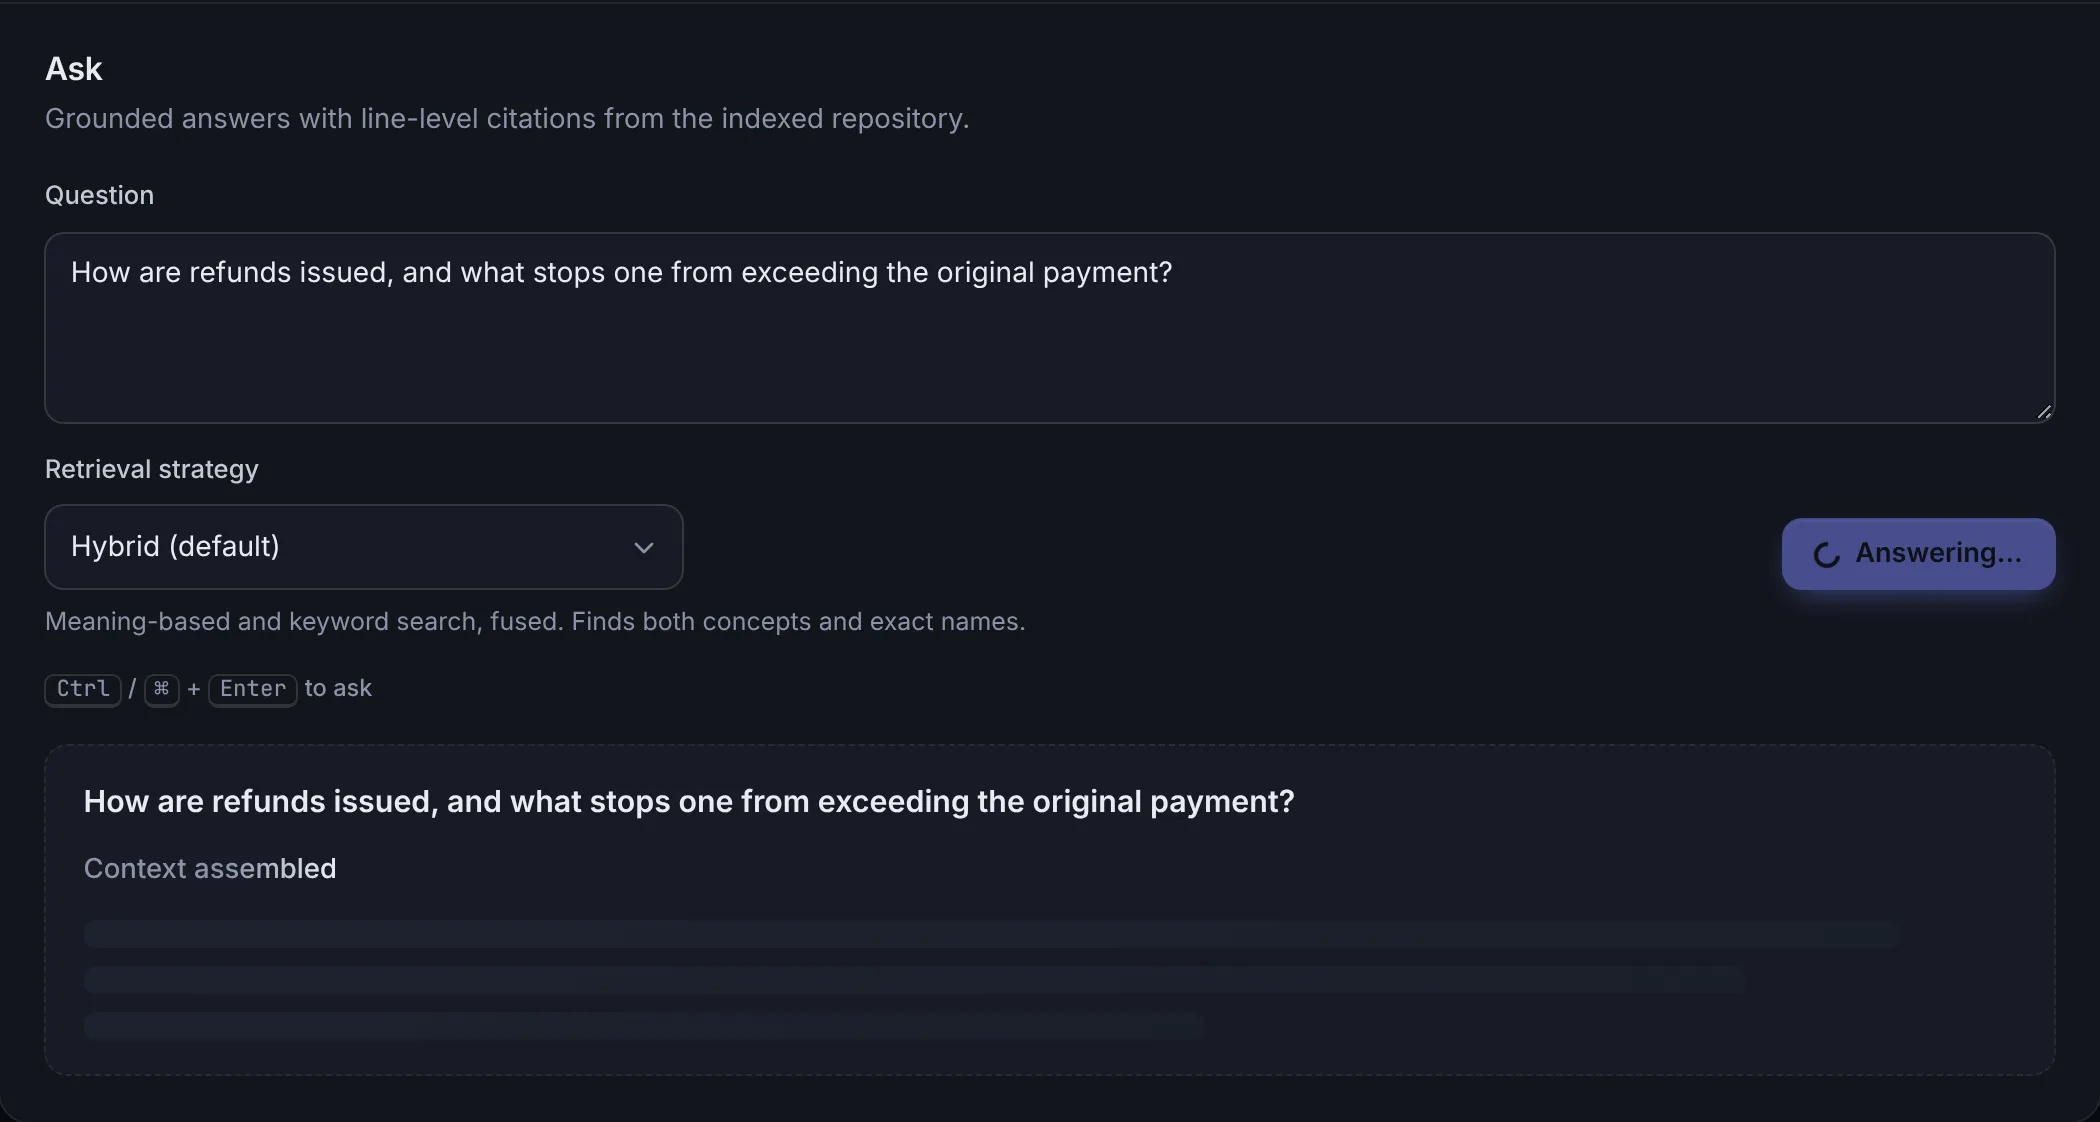 Ask
Grounded answers with line-level citations from the indexed repository.
Question
How are refunds issued, and what stops one from exceeding the original payment?
Retrieval strategy
Hybrid (default)
Answering...
Meaning-based and keyword search, fused. Finds both concepts and exact names.
Ctrl / ⌘ + Enter to ask
How are refunds issued, and what stops one from exceeding the original payment?
Context assembled